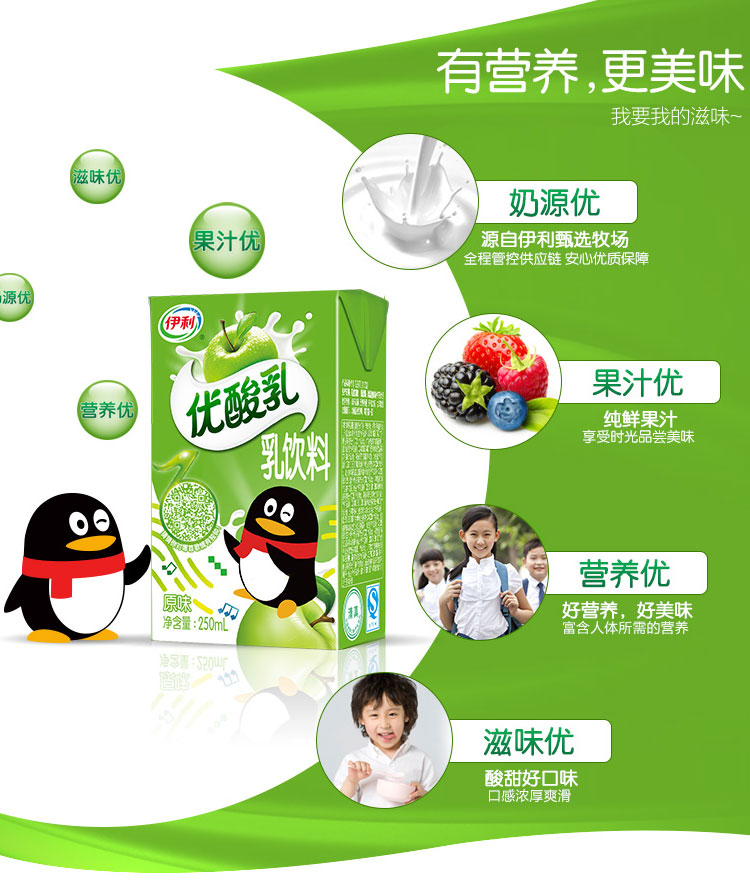 有营养,更美味
我要我的滋味~
滋味优
果汁优
奶源优
营养优
奶源优
源自伊利甄选牧场
全程管控供应链 安心优质保障
果汁优
纯鲜果汁
享受时光品尝美味
营养优
好营养，好美味
富含人体所需的营养
滋味优
酸甜好口味
口感浓厚爽滑
伊利
优酸乳
乳饮料
原味
净含量:250mL
清真